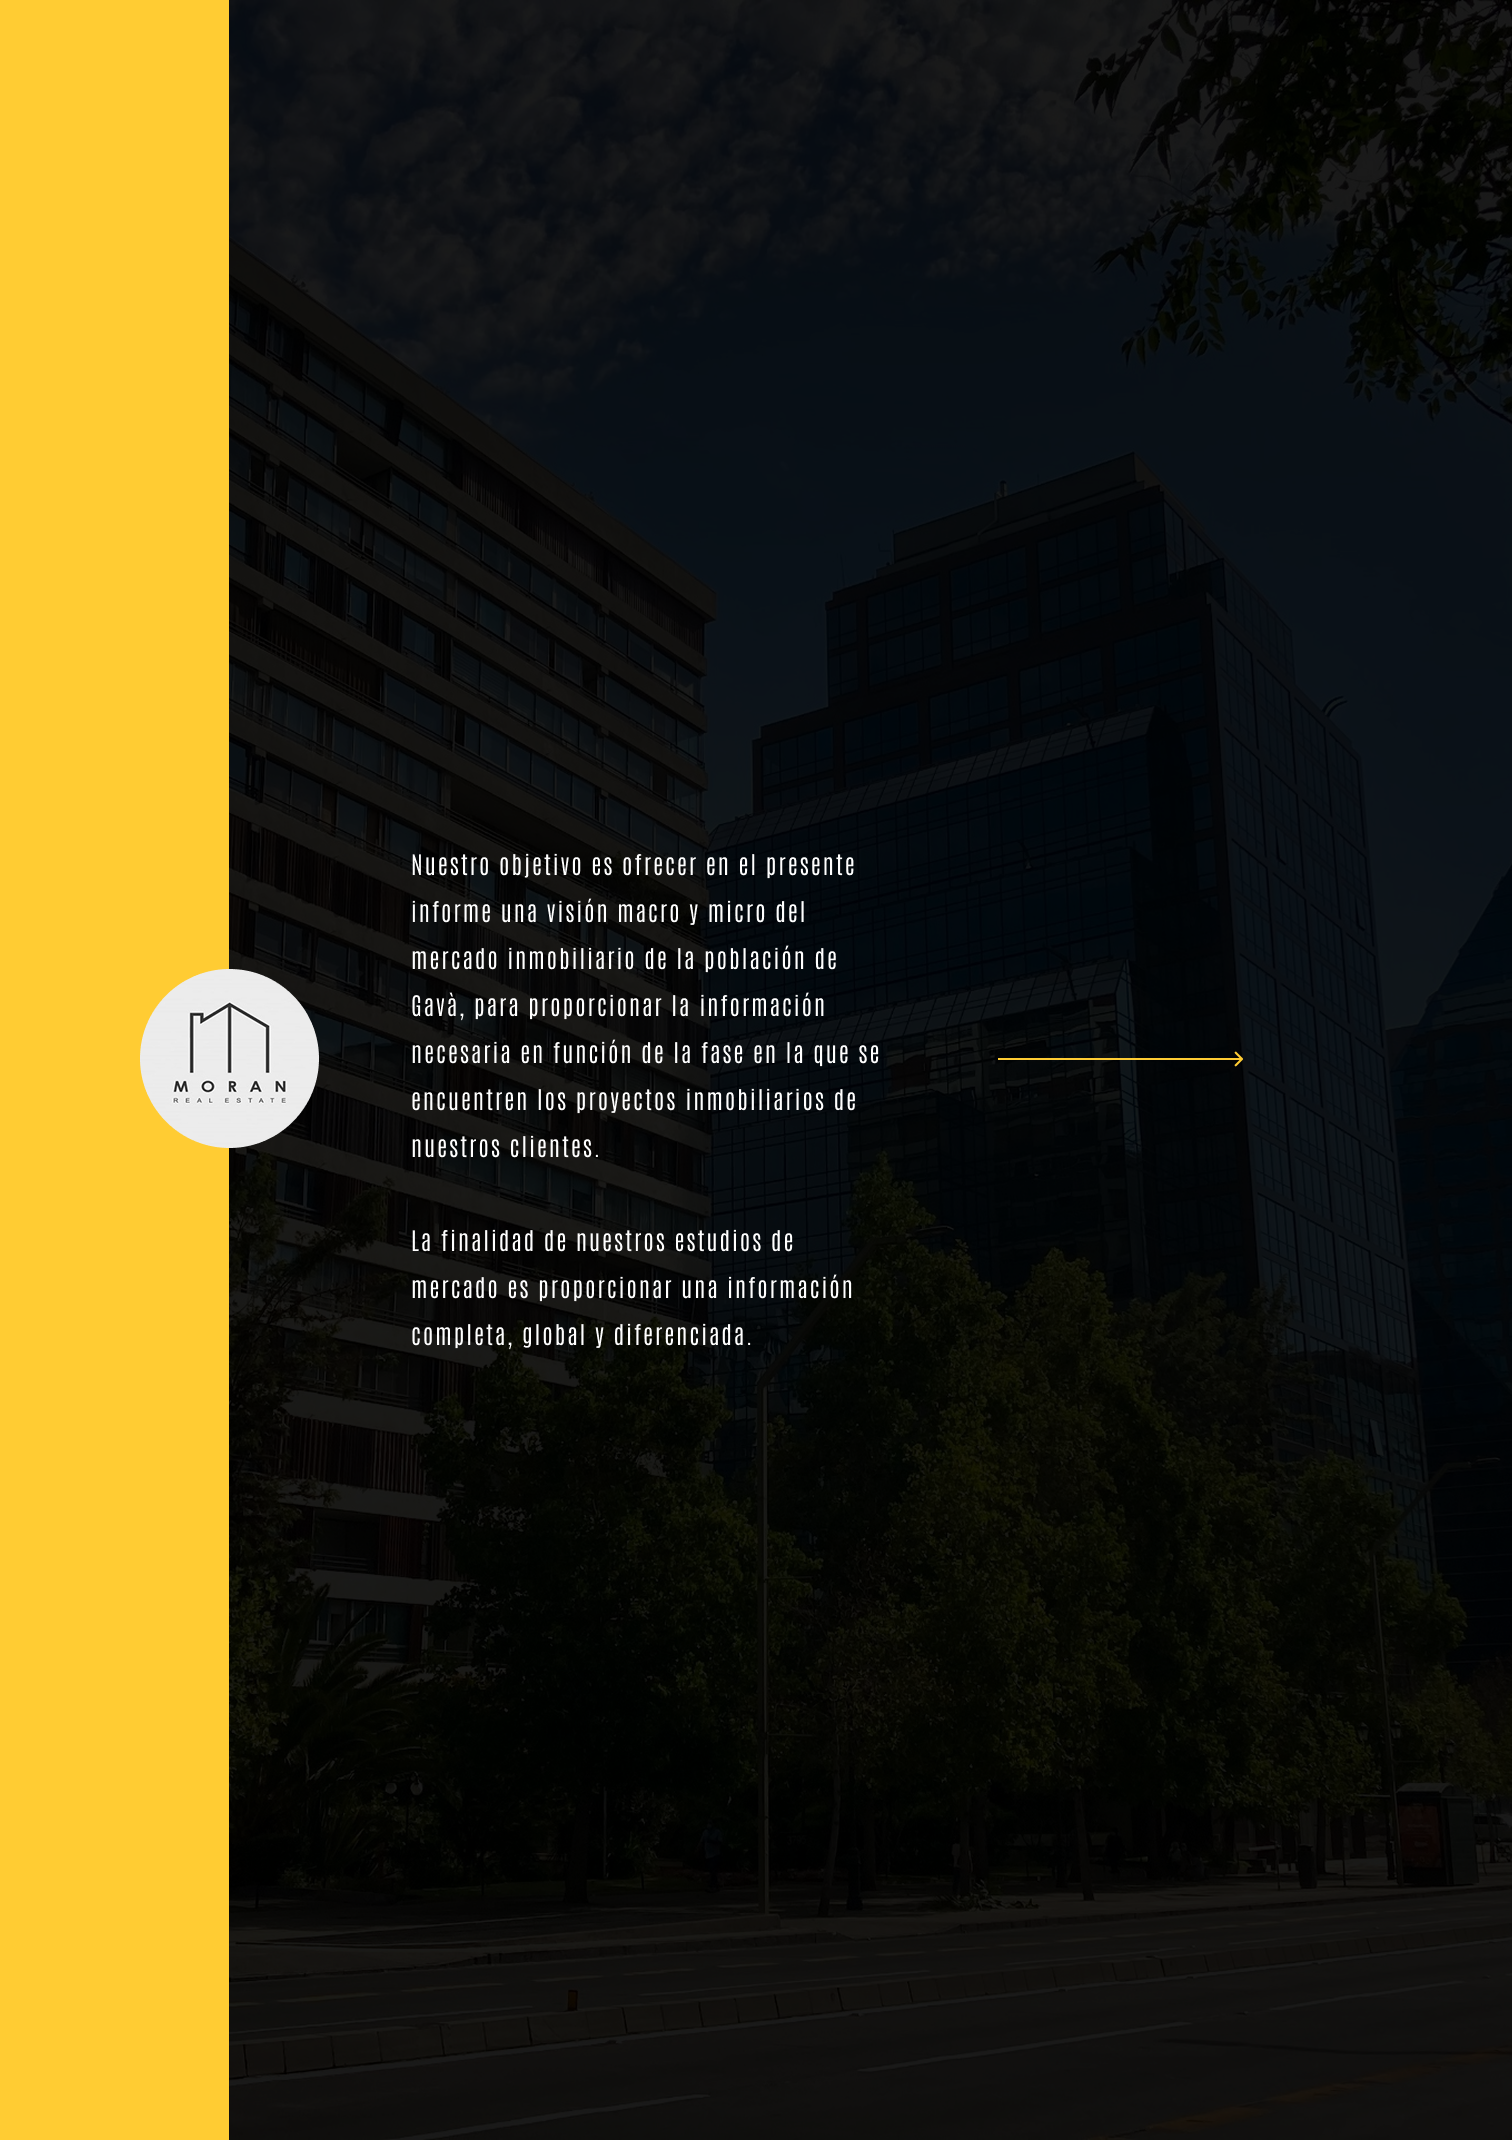 Nuestro objetivo es ofrecer en el presente
informe una visión macro y micro del
mercado inmobiliario de la población de
Gavà, para proporcionar la información
necesaria en función de la fase en la que se
encuentren los proyectos inmobiliarios de
nuestros clientes.
La finalidad de nuestros estudios de
mercado es proporcionar una información
completa, global y diferenciada.
MORAN
REAL ESTATE